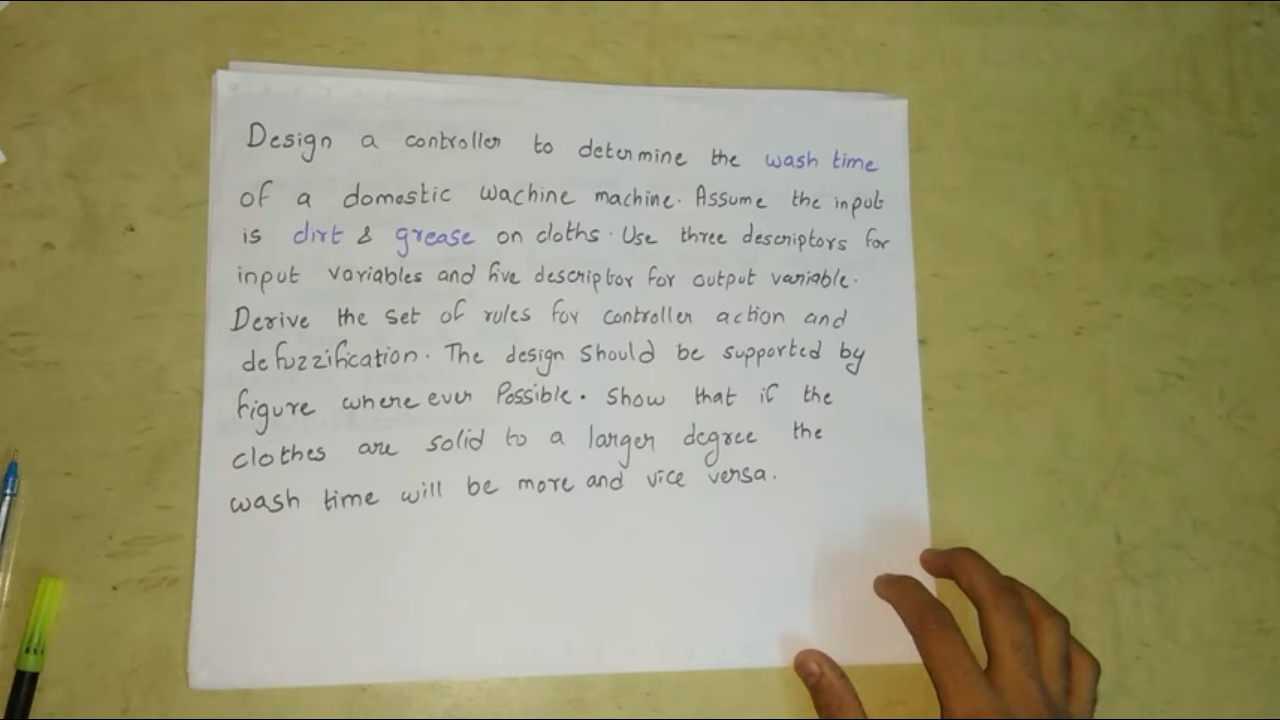 Design a controller to determine the wash time
of a domestic wachine machine. Assume the input
is dirt & grease on cloths. Use three descriptors for
input variables and five descriptor for output variable.
Derive the set of rules for controller action and
defuzzification. The design should be supported by
figure where ever Possible. Show that if the
clothes are solid to a larger degree the
wash time will be more and vice versa.